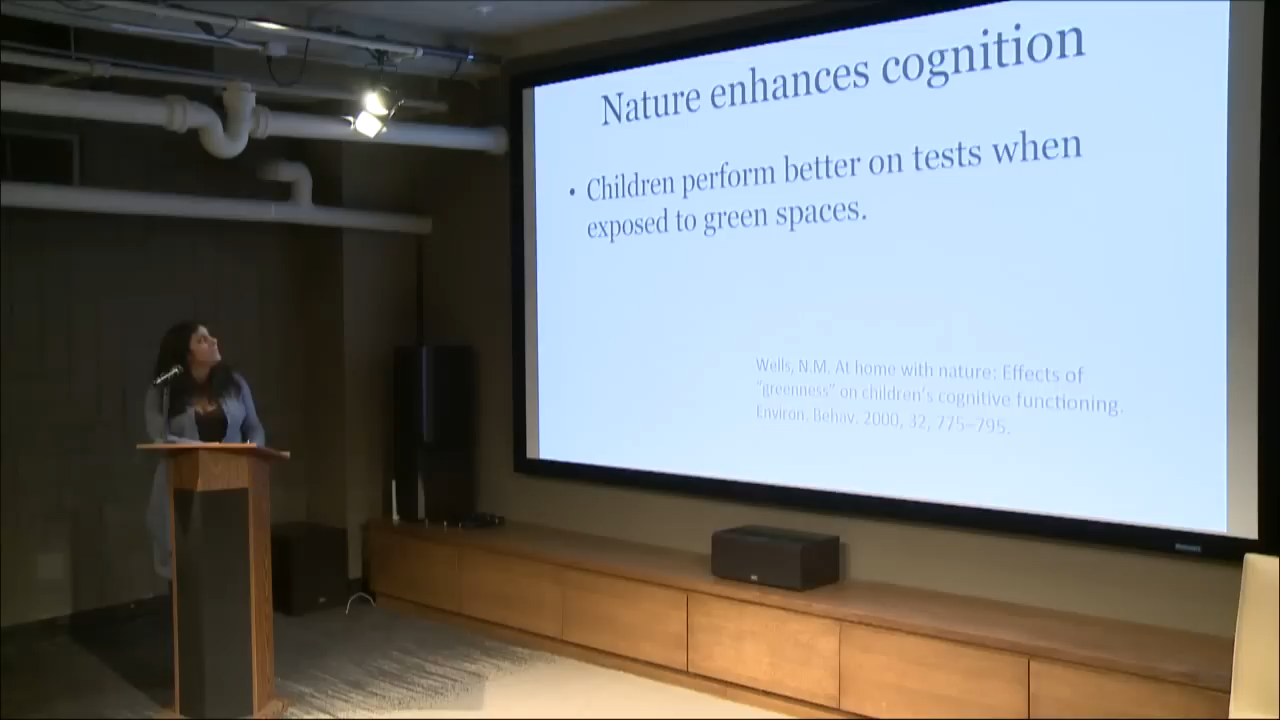 Nature enhances cognition
• Children perform better on tests when
exposed to green spaces.
Wells, N.M. At home with nature: Effects of
“greenness” on children’s cognitive functioning.
Environ. Behav. 2000, 32, 775–795.